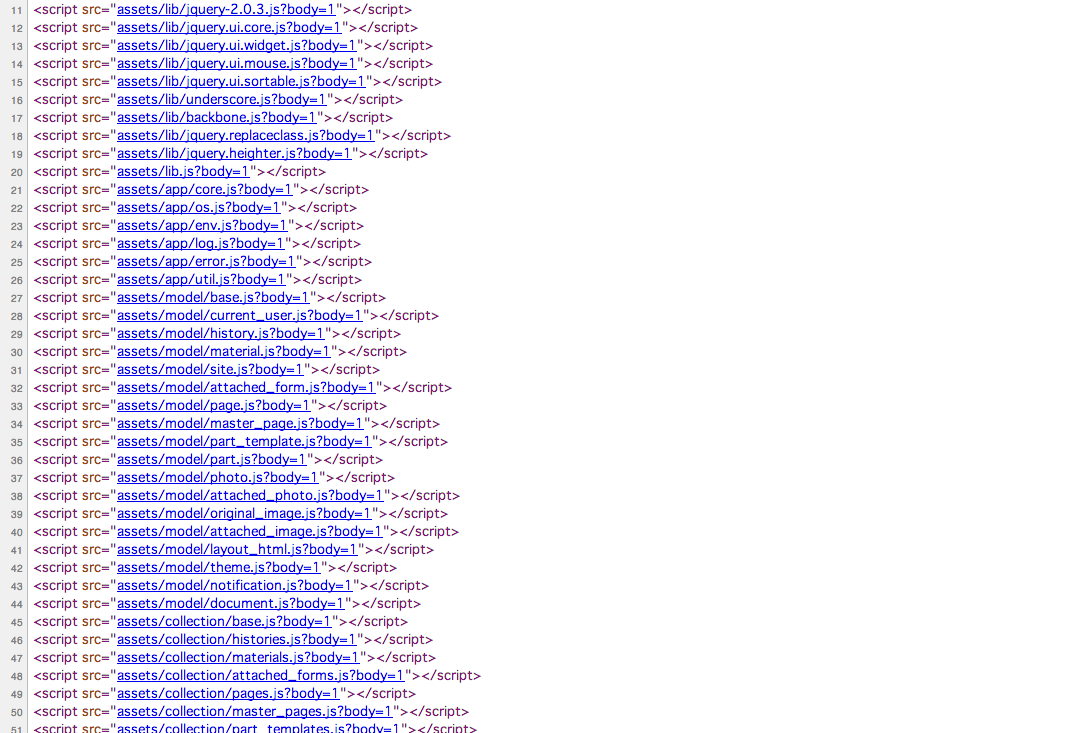 11 <script src="assets/lib/jquery-2.0.3.js?body=1"></script>
12 <script src="assets/lib/jquery.ui.core.js?body=1"></script>
13 <script src="assets/lib/jquery.ui.widget.js?body=1"></script>
14 <script src="assets/lib/jquery.ui.mouse.js?body=1"></script>
15 <script src="assets/lib/jquery.ui.sortable.js?body=1"></script>
16 <script src="assets/lib/underscore.js?body=1"></script>
17 <script src="assets/lib/backbone.js?body=1"></script>
18 <script src="assets/lib/jquery.replaceclass.js?body=1"></script>
19 <script src="assets/lib/jquery.heighter.js?body=1"></script>
20 <script src="assets/lib.js?body=1"></script>
21 <script src="assets/app/core.js?body=1"></script>
22 <script src="assets/app/os.js?body=1"></script>
23 <script src="assets/app/env.js?body=1"></script>
24 <script src="assets/app/log.js?body=1"></script>
25 <script src="assets/app/error.js?body=1"></script>
26 <script src="assets/app/util.js?body=1"></script>
27 <script src="assets/model/base.js?body=1"></script>
28 <script src="assets/model/current_user.js?body=1"></script>
29 <script src="assets/model/history.js?body=1"></script>
30 <script src="assets/model/material.js?body=1"></script>
31 <script src="assets/model/site.js?body=1"></script>
32 <script src="assets/model/attached_form.js?body=1"></script>
33 <script src="assets/model/page.js?body=1"></script>
34 <script src="assets/model/master_page.js?body=1"></script>
35 <script src="assets/model/part_template.js?body=1"></script>
36 <script src="assets/model/part.js?body=1"></script>
37 <script src="assets/model/photo.js?body=1"></script>
38 <script src="assets/model/attached_photo.js?body=1"></script>
39 <script src="assets/model/original_image.js?body=1"></script>
40 <script src="assets/model/attached_image.js?body=1"></script>
41 <script src="assets/model/layout_html.js?body=1"></script>
42 <script src="assets/model/theme.js?body=1"></script>
43 <script src="assets/model/notification.js?body=1"></script>
44 <script src="assets/model/document.js?body=1"></script>
45 <script src="assets/collection/base.js?body=1"></script>
46 <script src="assets/collection/histories.js?body=1"></script>
47 <script src="assets/collection/materials.js?body=1"></script>
48 <script src="assets/collection/attached_forms.js?body=1"></script>
49 <script src="assets/collection/pages.js?body=1"></script>
50 <script src="assets/collection/master_pages.js?body=1"></script>
51 <script src="assets/collection/part_templates.js?body=1"></script>